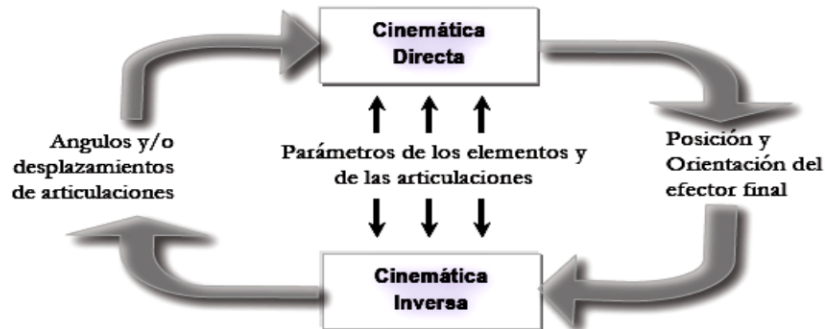 Cinemática
Directa
Angulos y/o
desplazamientos
de articulaciones
Parámetros de los elementos y
de las articulaciones
Posición y
Orientación del
efector final
Cinemática
Inversa